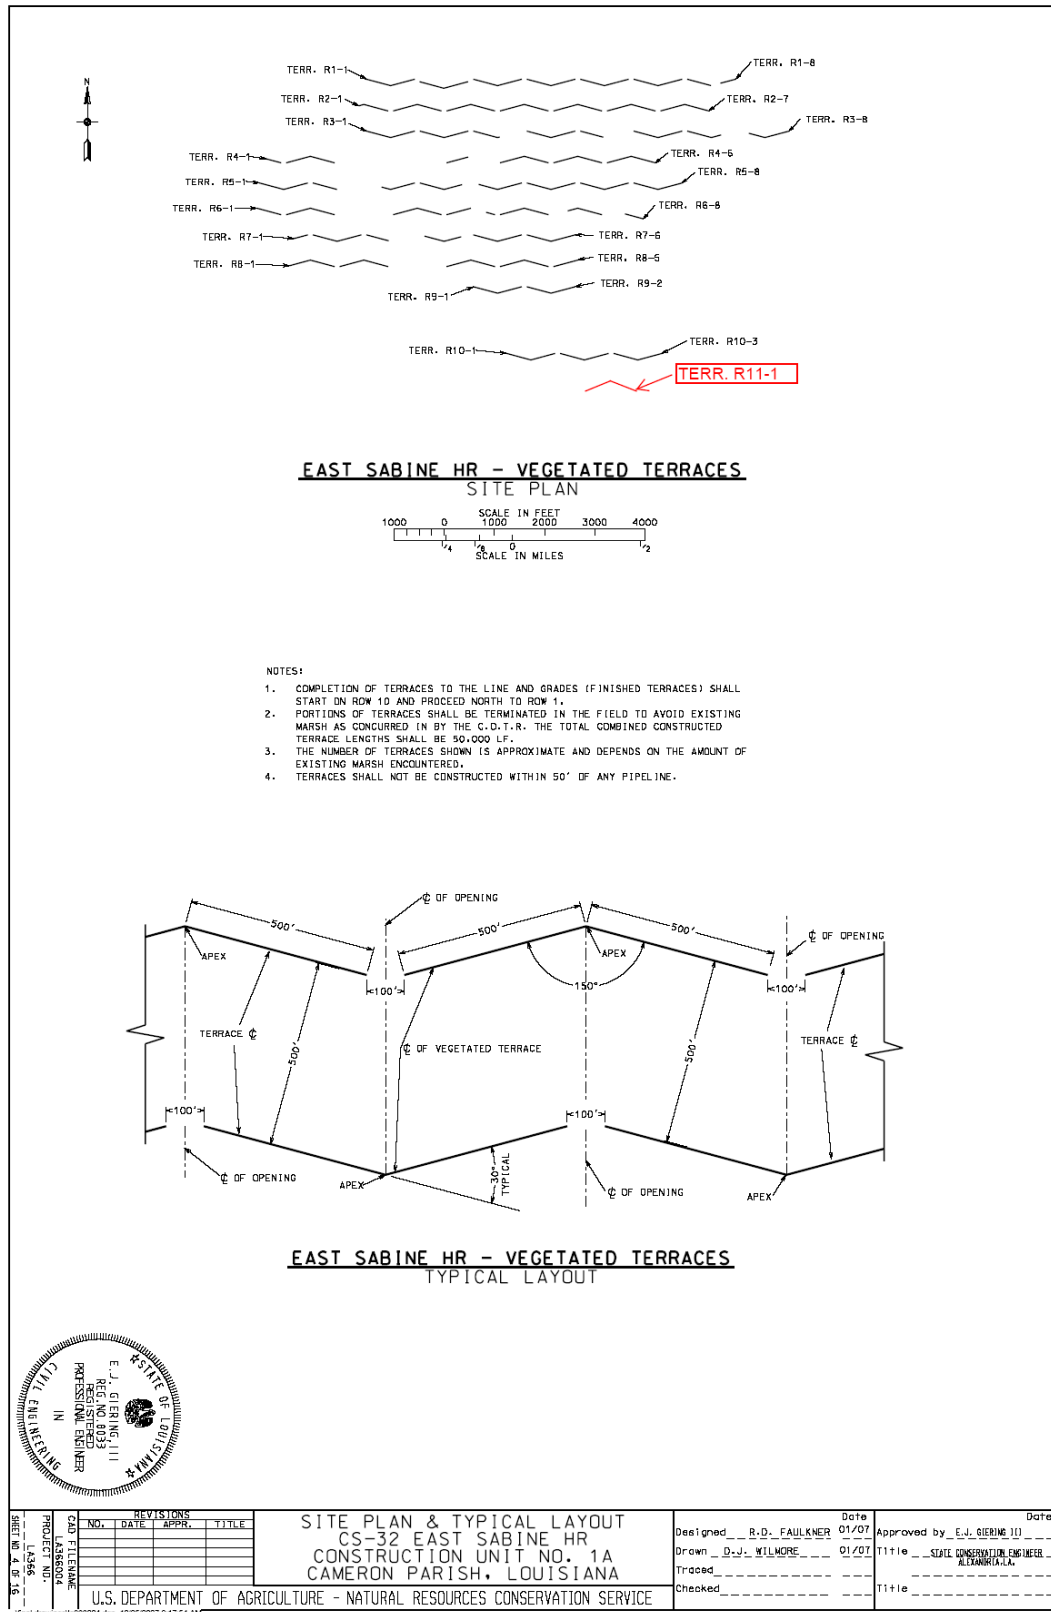 TERR. R1-1
TERR. R1-8
TERR. R2-1
TERR. R2-7
TERR. R3-1
TERR. R3-8
TERR. R4-1
TERR. R4-6
TERR. R5-1
TERR. R5-8
TERR. R6-1
TERR. R6-8
TERR. R7-1
TERR. R7-6
TERR. R8-1
TERR. R8-5
TERR. R9-1
TERR. R9-2
TERR. R10-1
TERR. R10-3
TERR. R11-1
N
EAST SABINE HR - VEGETATED TERRACES
SITE PLAN
SCALE IN FEET
1000 0 1000 2000 3000 4000
SCALE IN MILES
NOTES:
1. COMPLETION OF TERRACES TO THE LINE AND GRADES (FINISHED TERRACES) SHALL
START ON ROW 10 AND PROCEED NORTH TO ROW 1.
2. PORTIONS OF TERRACES SHALL BE TERMINATED IN THE FIELD TO AVOID EXISTING
MARSH AS CONCURRED IN BY THE C.O.T.R. THE TOTAL COMBINED CONSTRUCTED
TERRACE LENGTHS SHALL BE 50,000 LF.
3. THE NUMBER OF TERRACES SHOWN IS APPROXIMATE AND DEPENDS ON THE AMOUNT OF
EXISTING MARSH ENCOUNTERED.
4. TERRACES SHALL NOT BE CONSTRUCTED WITHIN 50' OF ANY PIPELINE.
℄ OF OPENING
500'
500'
500'
℄ OF OPENING
APEX
APEX
100'
150°
100'
TERRACE ℄
500'
℄ OF VEGETATED TERRACE
500'
TERRACE ℄
100'
100'
℄ OF OPENING
APEX
30°
TYPICAL
℄ OF OPENING
APEX
EAST SABINE HR - VEGETATED TERRACES
TYPICAL LAYOUT
STATE OF LOUISIANA
E.J. GIERING, III
REG. NO. 8033
REGISTERED
PROFESSIONAL ENGINEER
IN
CIVIL ENGINEERING
SHEET NO. 4 OF 16
PROJECT NO.
LA366
CAD FILENAME
LA366004
REVISIONS
NO. DATE APPR. TITLE
SITE PLAN & TYPICAL LAYOUT
CS-32 EAST SABINE HR
CONSTRUCTION UNIT NO. 1A
CAMERON PARISH, LOUISIANA
U.S. DEPARTMENT OF AGRICULTURE - NATURAL RESOURCES CONSERVATION SERVICE
Date
Designed R.D. FAULKNER 01/07
Drawn D.J. WILMORE 01/07
Traced
Checked
Date
Approved by E.J. GIERING III
Title STATE CONSERVATION ENGINEER
ALEXANDRIA, LA.
Title